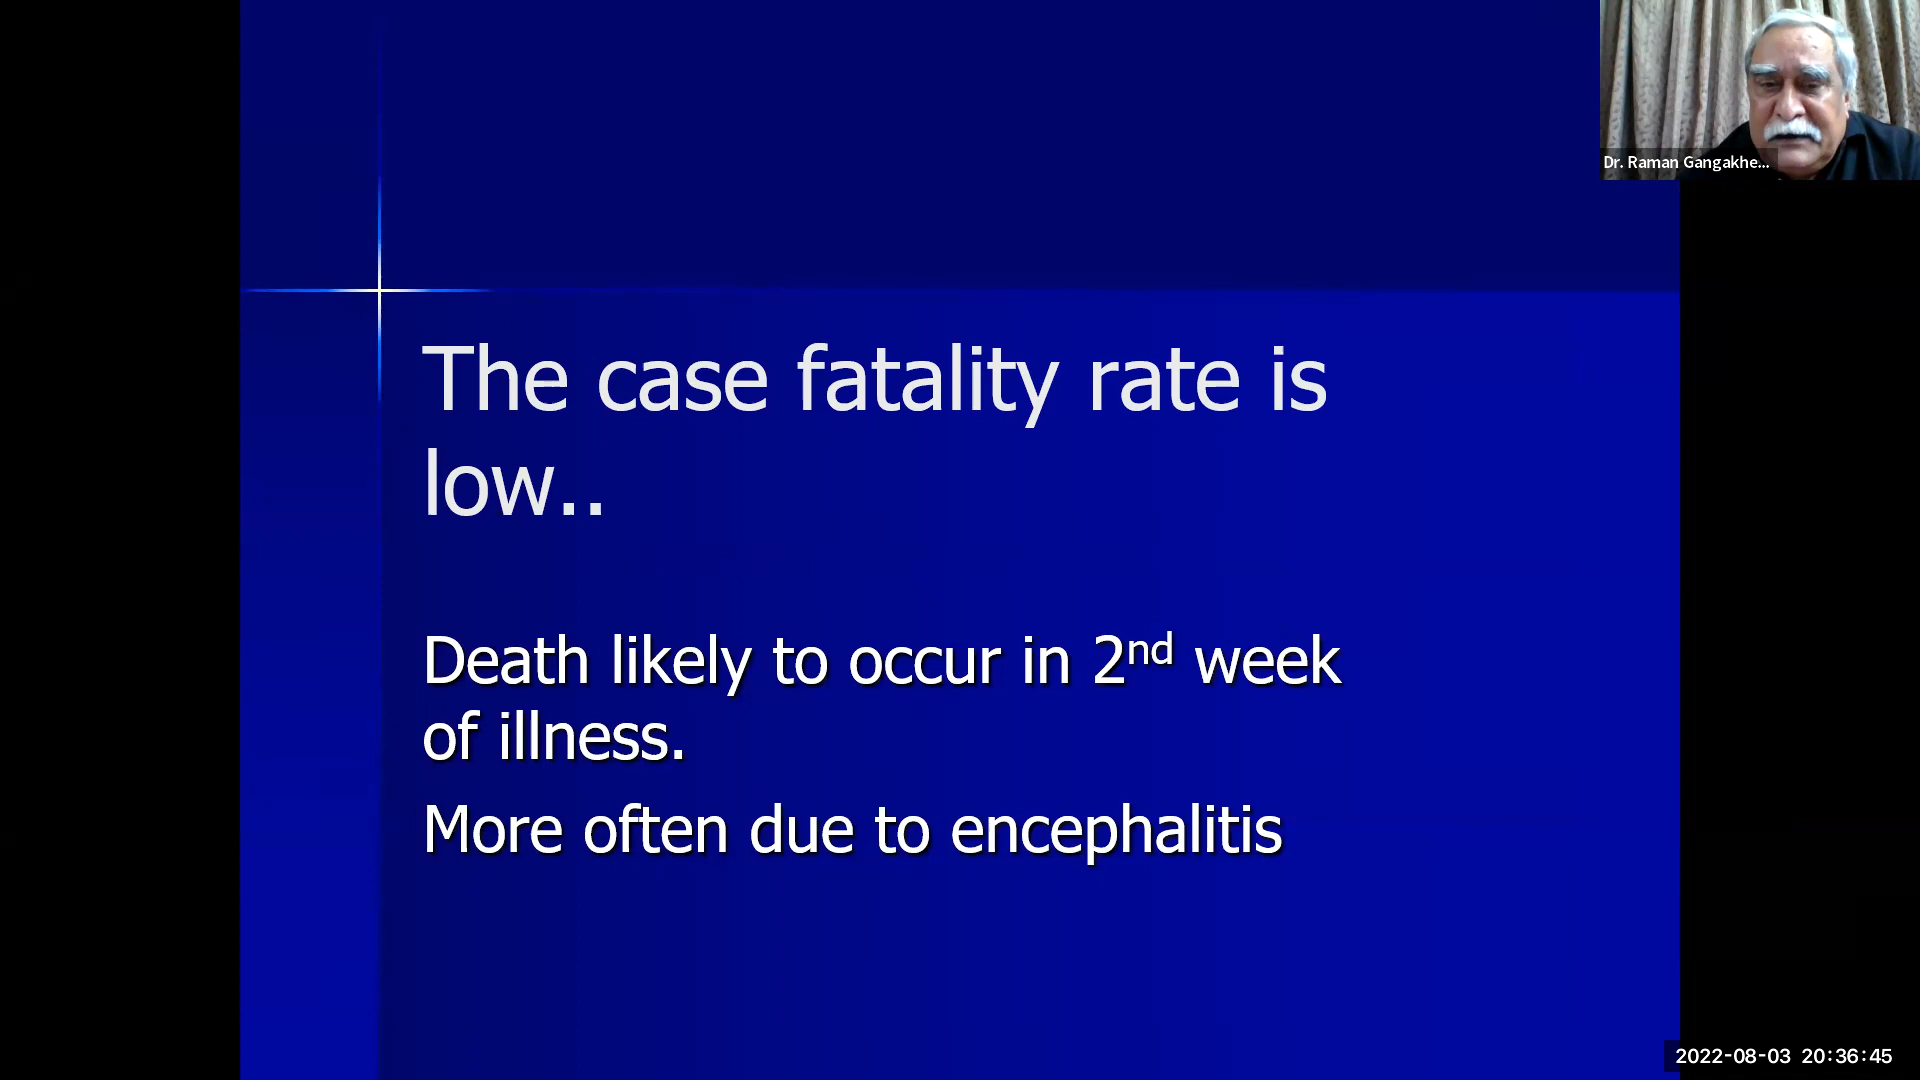 Dr. Raman Gangakhe...
The case fatality rate is
low..
Death likely to occur in 2nd week
of illness.
More often due to encephalitis
2022-08-03 20:36:45